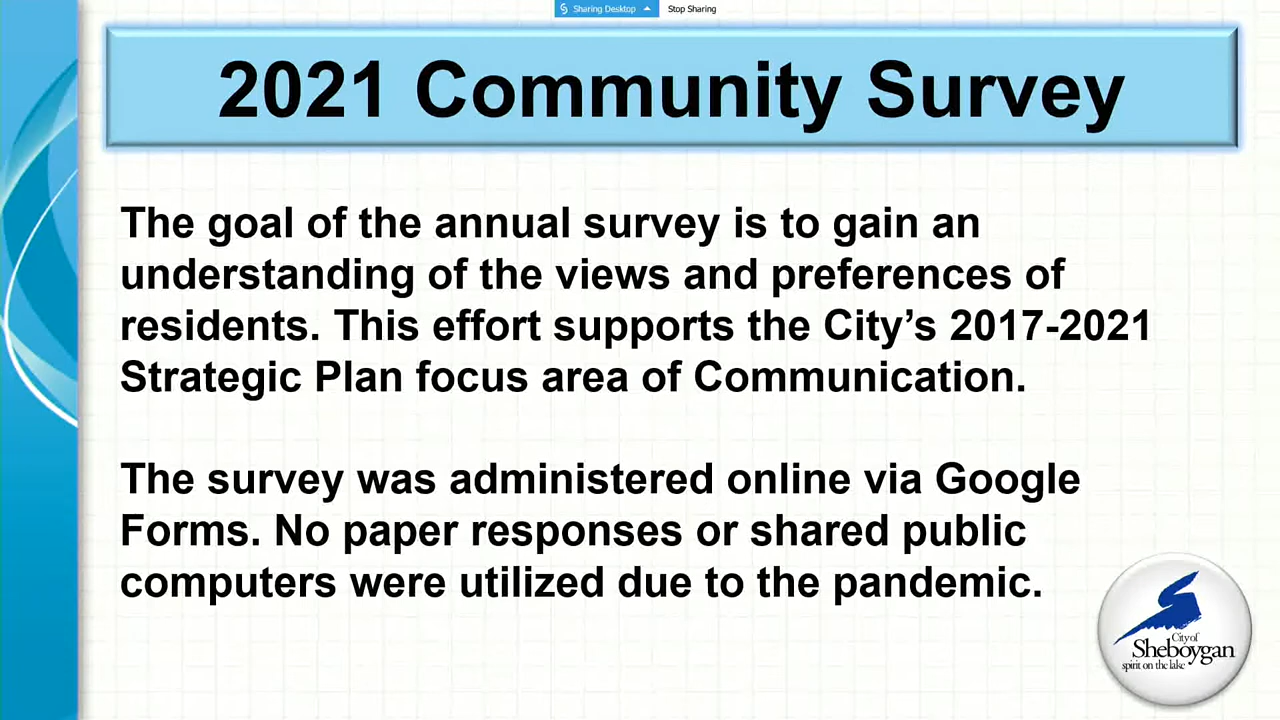 Sharing Desktop Stop Sharing
2021 Community Survey
The goal of the annual survey is to gain an
understanding of the views and preferences of
residents. This effort supports the City’s 2017-2021
Strategic Plan focus area of Communication.
The survey was administered online via Google
Forms. No paper responses or shared public
computers were utilized due to the pandemic.
City of
Sheboygan
spirit on the lake